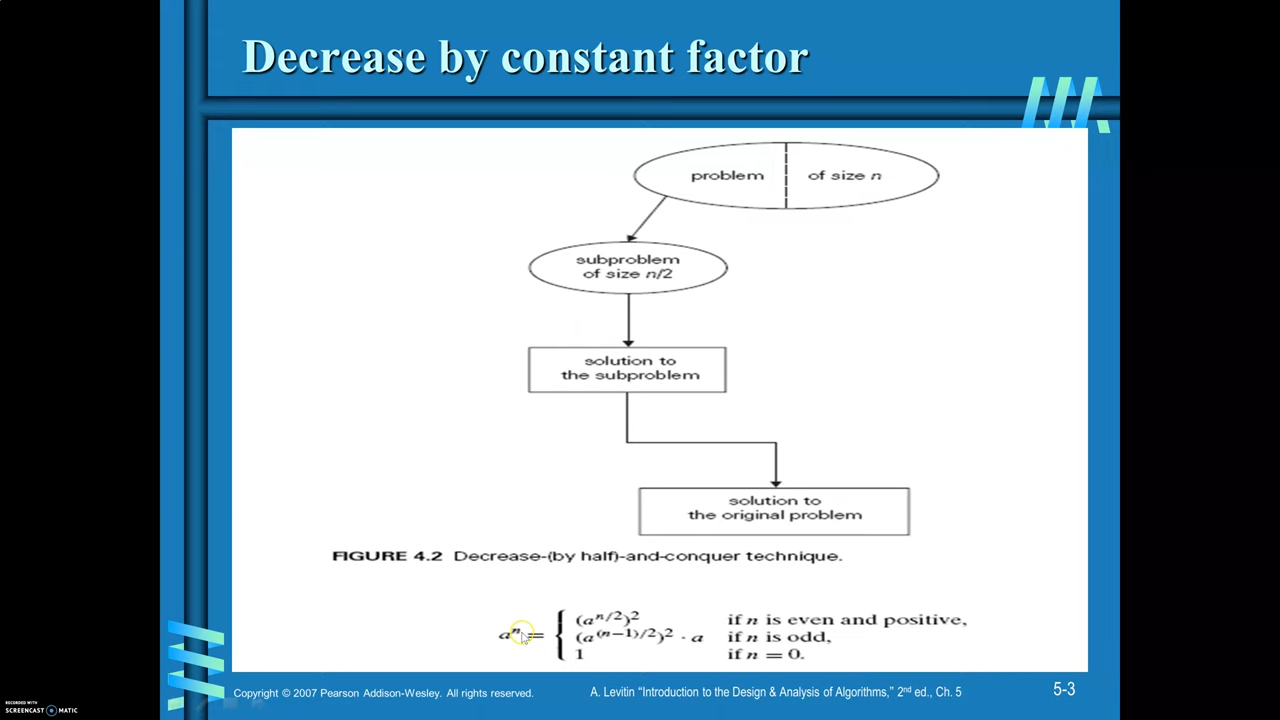 Decrease by constant factor
problem of size n
subproblem
of size n/2
solution to
the subproblem
solution to
the original problem
FIGURE 4.2 Decrease-(by half)-and-conquer technique.
aⁿ = { (a^{n/2})² if n is even and positive,
(a^{(n−1)/2})² · a if n is odd,
1 if n = 0.
Copyright © 2007 Pearson Addison-Wesley. All rights reserved.
A. Levitin “Introduction to the Design & Analysis of Algorithms,” 2nd ed., Ch. 5
5-3
RECORDED WITH
SCREENCAST MATIC